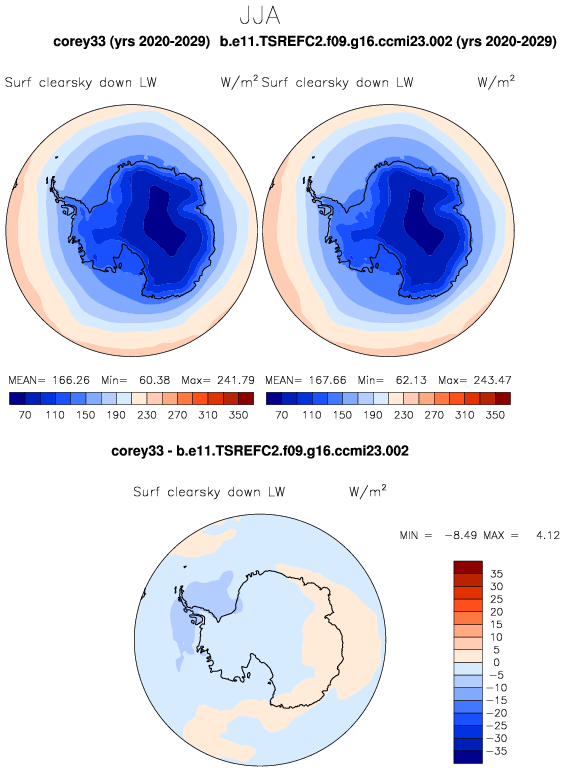 JJA
corey33 (yrs 2020-2029) b.e11.TSREFC2.f09.g16.ccmi23.002 (yrs 2020-2029)
Surf clearsky down LW W/m² Surf clearsky down LW W/m²
MEAN= 166.26 Min= 60.38 Max= 241.79 MEAN= 167.66 Min= 62.13 Max= 243.47
70 110 150 190 230 270 310 350 70 110 150 190 230 270 310 350
corey33 - b.e11.TSREFC2.f09.g16.ccmi23.002
Surf clearsky down LW W/m²
MIN = -8.49 MAX = 4.12
35
30
25
20
15
10
5
0
-5
-10
-15
-20
-25
-30
-35